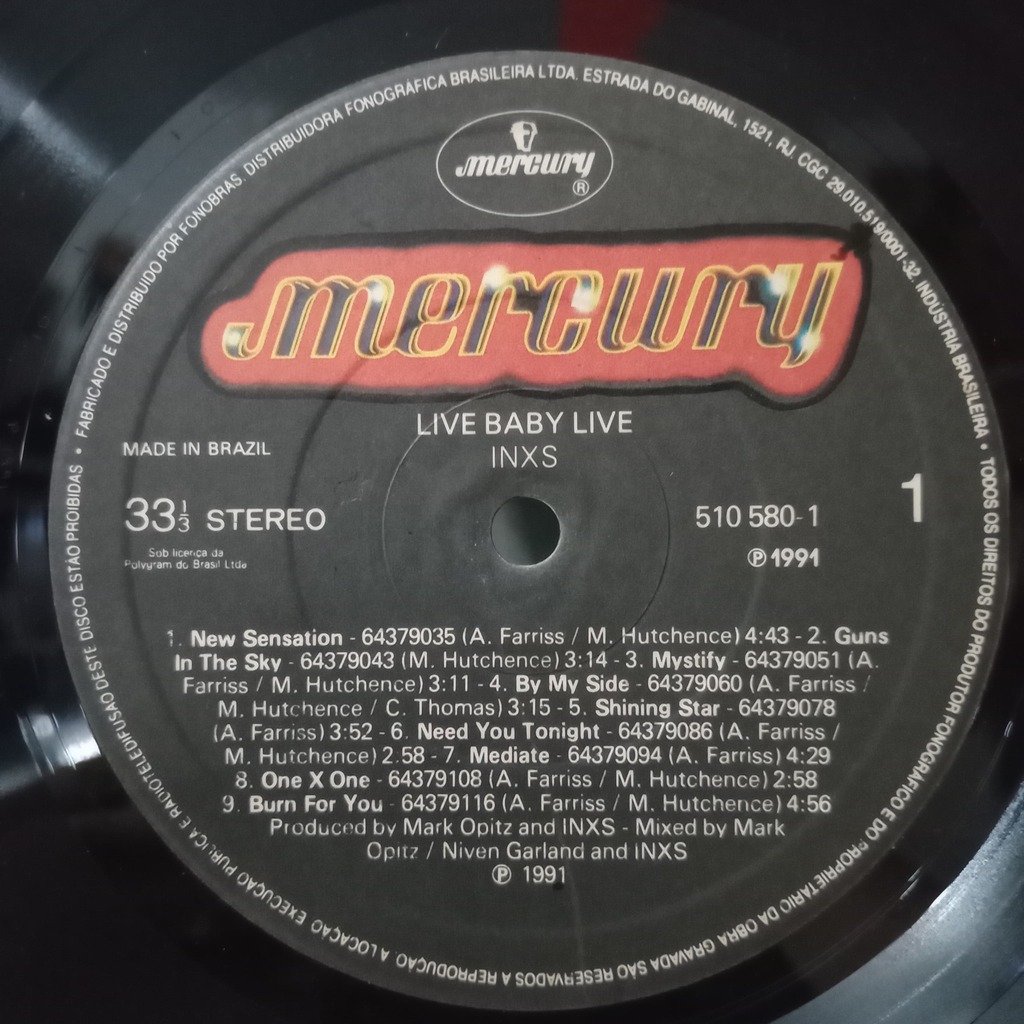 • FABRICADO E DISTRIBUIDO POR FONOBRAS. DISTRIBUIDORA FONOGRÁFICA BRASILEIRA LTDA. ESTRADA DO GABINAL, 1521, RJ. CGC 29.010.519/0001-32. INDÚSTRIA BRASILEIRA • TODOS OS DIREITOS DO PRODUTOR FONOGRÁFICO E DO PROPRIETÁRIO DA OBRA GRAVADA SÃO RESERVADOS A REPRODUÇÃO A LOCAÇÃO EXECUÇÃO PÚBLICA E RADIOTELEDIFUSÃO DESTE DISCO ESTÃO PROIBIDAS
mercury ®
mercury
LIVE BABY LIVE
INXS
MADE IN BRAZIL
33⅓ STEREO
510 580-1
1
Sob licença da
Polygram do Brasil Ltda
℗ 1991
1. New Sensation - 64379035 (A. Farriss / M. Hutchence) 4:43 - 2. Guns
In The Sky - 64379043 (M. Hutchence) 3:14 - 3. Mystify - 64379051 (A.
Farriss / M. Hutchence) 3:11 - 4. By My Side - 64379060 (A. Farriss /
M. Hutchence / C. Thomas) 3:15 - 5. Shining Star - 64379078
(A. Farriss) 3:52 - 6. Need You Tonight - 64379086 (A. Farriss /
M. Hutchence) 2:58 - 7. Mediate - 64379094 (A. Farriss) 4:29
8. One X One - 64379108 (A. Farriss / M. Hutchence) 2:58
9. Burn For You - 64379116 (A. Farriss / M. Hutchence) 4:56
Produced by Mark Opitz and INXS - Mixed by Mark
Opitz / Niven Garland and INXS
℗ 1991